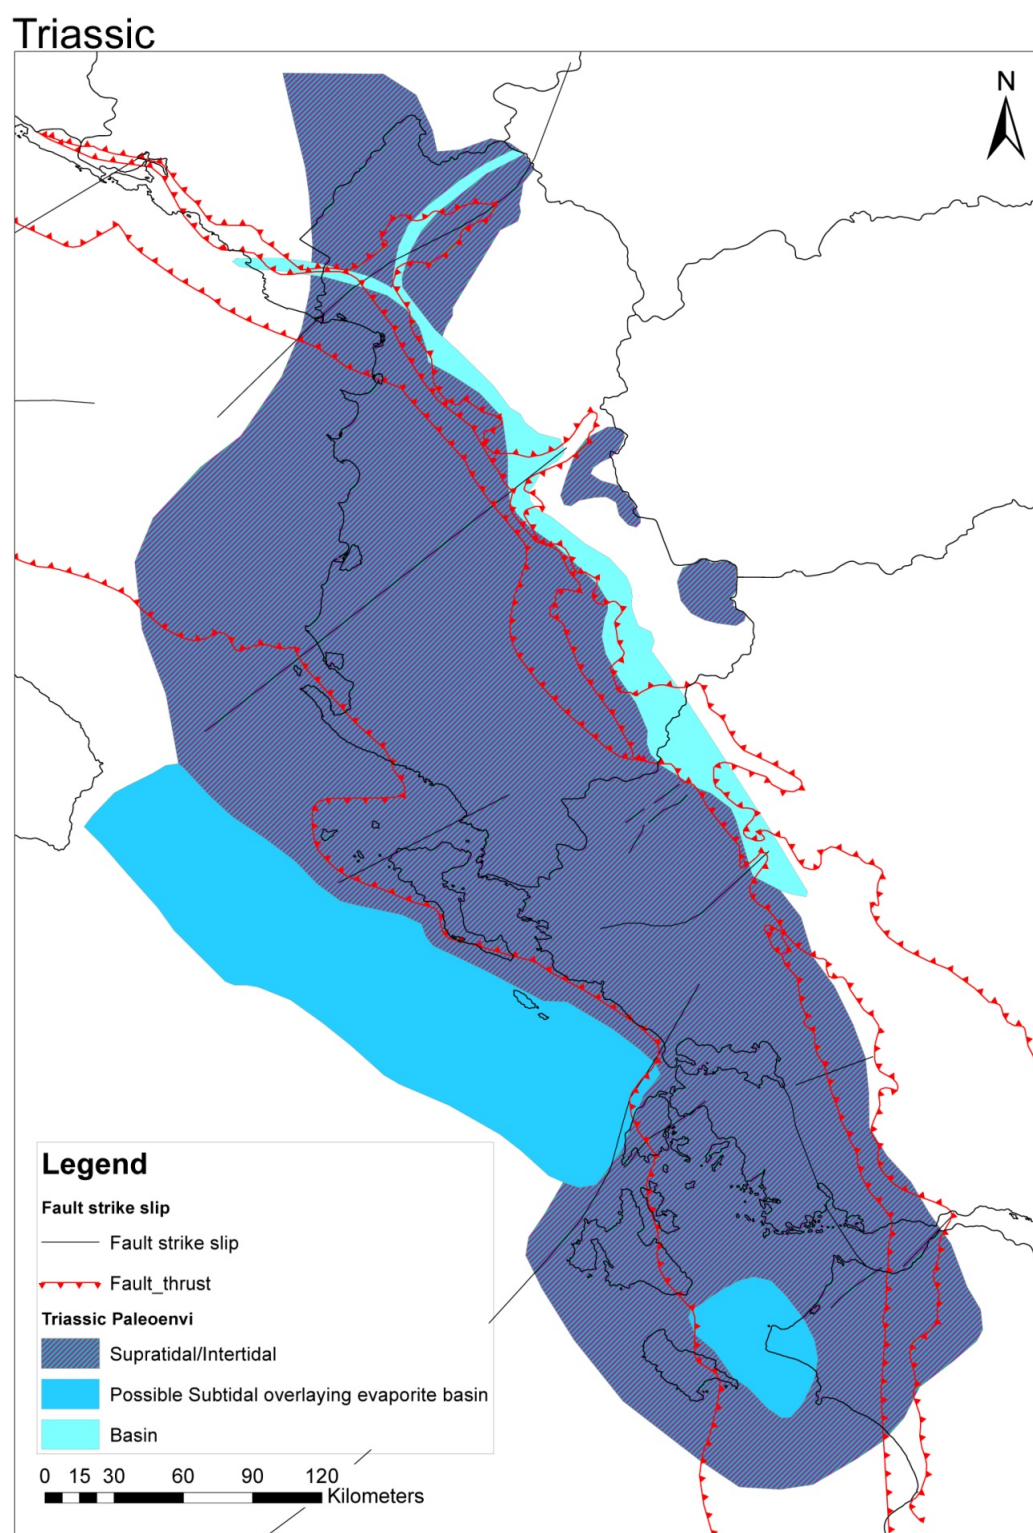 Triassic
N
Legend
Fault strike slip
Fault strike slip
Fault_thrust
Triassic Paleoenvi
Supratidal/Intertidal
Possible Subtidal overlaying evaporite basin
Basin
0 15 30 60 90 120
Kilometers